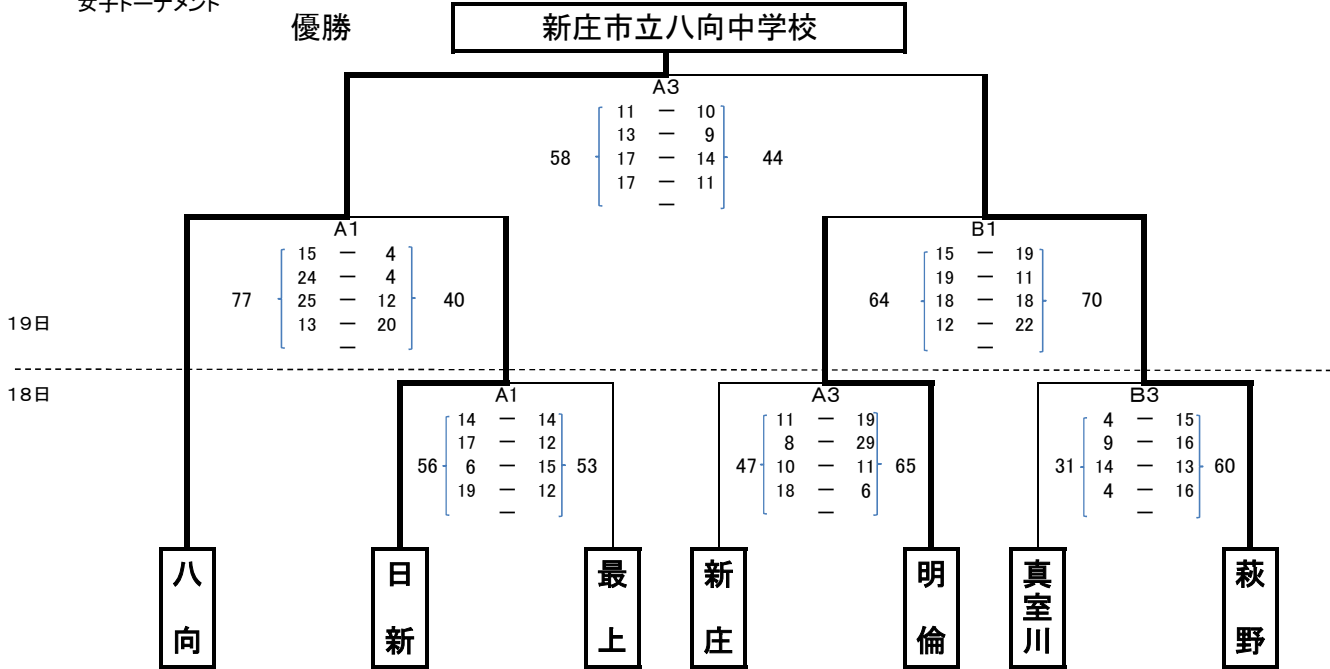 女子トーナメント
優勝
新庄市立八向中学校
A3
11 ー 10
13 ー 9
58 17 ー 14 44
17 ー 11
ー
A1
15 ー 4
24 ー 4
77 25 ー 12 40
13 ー 20
ー
B1
15 ー 19
19 ー 11
64 18 ー 18 70
12 ー 22
ー
19日
18日
A1
14 ー 14
17 ー 12
56 6 ー 15 53
19 ー 12
ー
A3
11 ー 19
8 ー 29
47 10 ー 11 65
18 ー 6
ー
B3
4 ー 15
9 ー 16
31 14 ー 13 60
4 ー 16
ー
八向
日新
最上
新庄
明倫
真室川
萩野